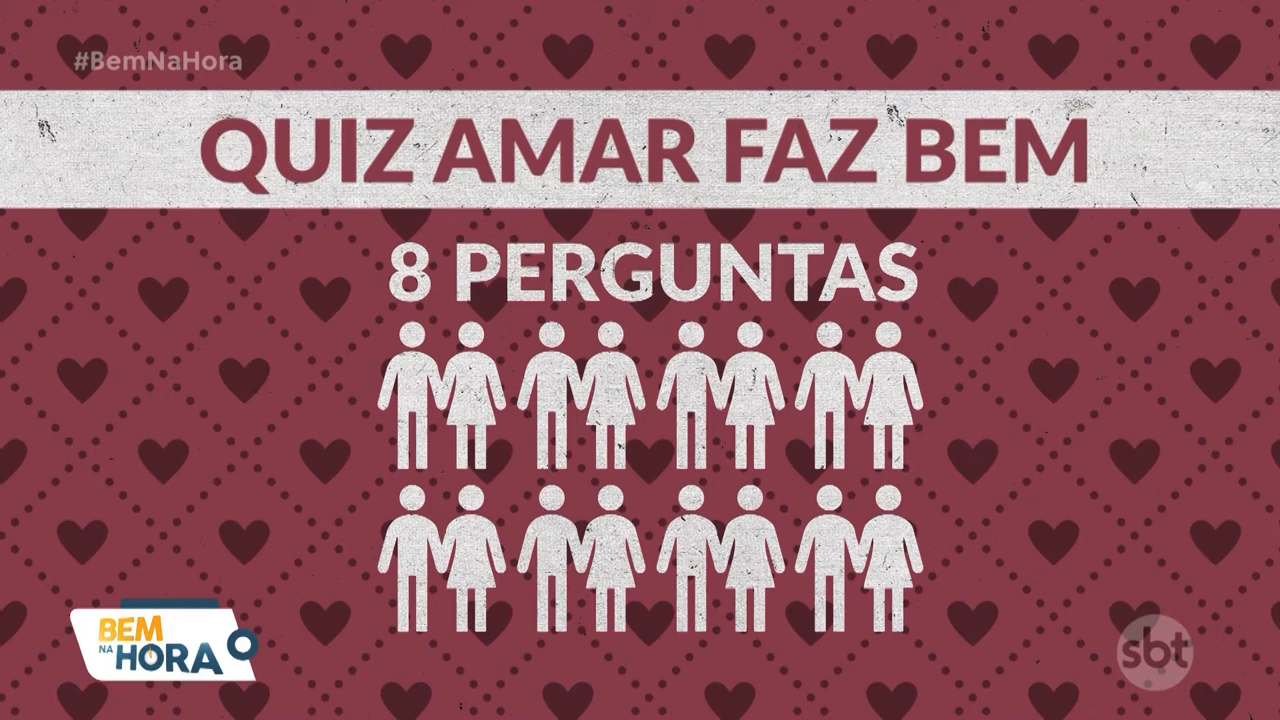 #BemNaHora
QUIZ AMAR FAZ BEM
8 PERGUNTAS
BEM
NA HORA
sbt